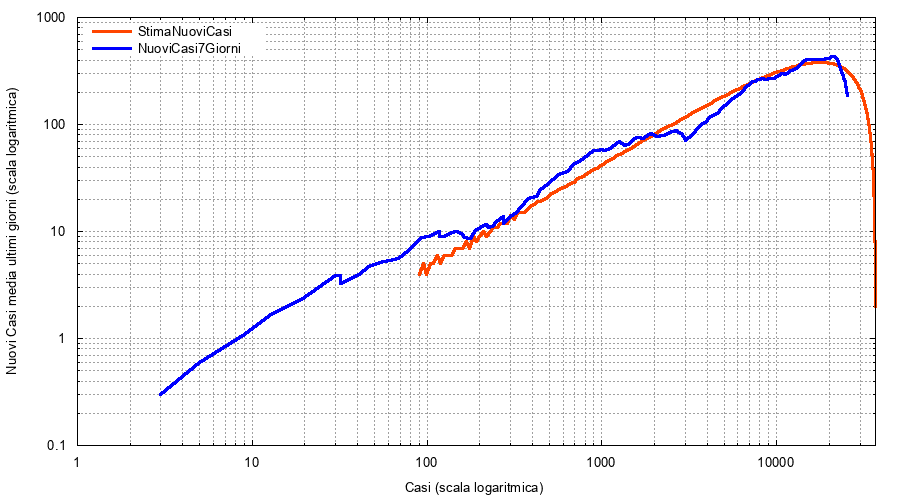 1000
100
10
1
0.1
StimaNuoviCasi
NuoviCasi7Giorni
Nuovi Casi media ultimi giorni (scala logaritmica)
1 10 100 1000 10000
Casi (scala logaritmica)